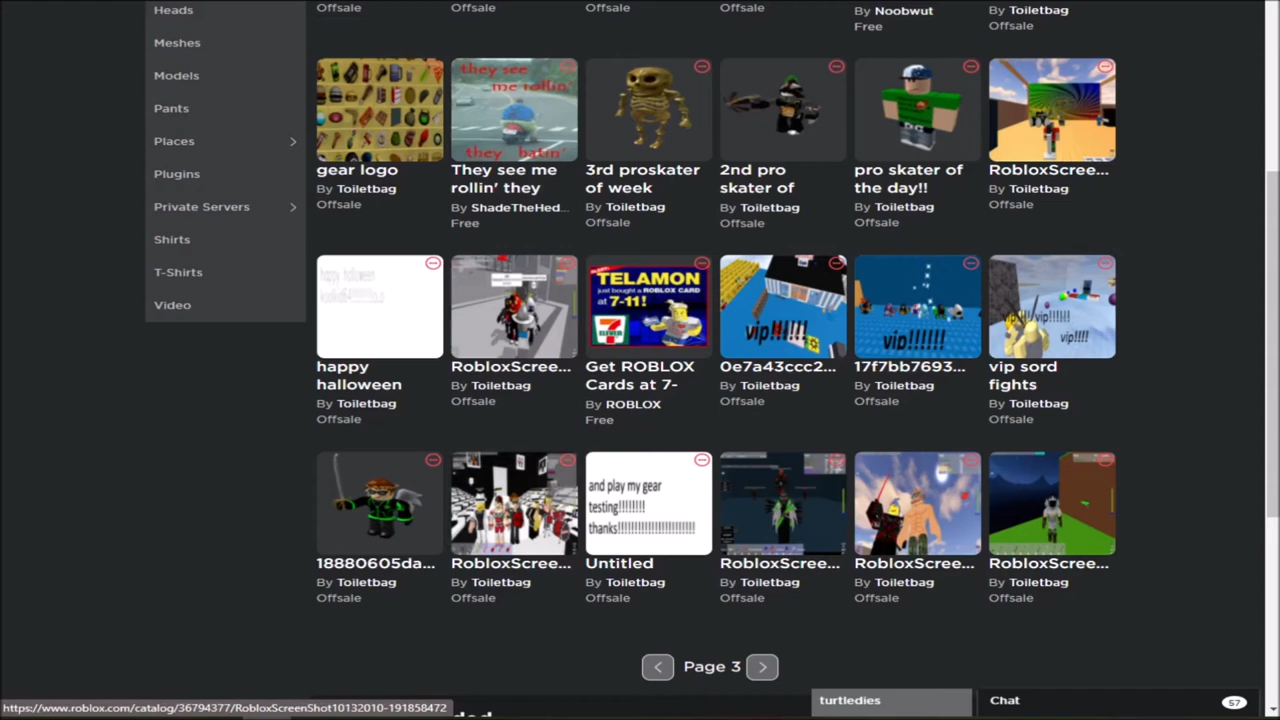 Heads
Meshes
Models
Pants
Places
Plugins
Private Servers
Shirts
T-Shirts
Video
Offsale
Offsale
Offsale
Offsale
By Noobwut
Free
By Toiletbag
Offsale
gear logo
By Toiletbag
Offsale
they see
me rollin'
they hatin'
They see me
rollin' they
By ShadeTheHed...
Free
3rd proskater
of week
By Toiletbag
Offsale
2nd pro
skater of
By Toiletbag
Offsale
pro skater of
the day!!
By Toiletbag
Offsale
RobloxScree...
By Toiletbag
Offsale
happy halloween
happy
halloween
By Toiletbag
Offsale
RobloxScree...
By Toiletbag
Offsale
TELAMON
just bought a ROBLOX CARD
at 7-11!
Get ROBLOX
Cards at 7-
By ROBLOX
Free
vip!!!!!
0e7a43ccc2...
By Toiletbag
Offsale
vip!!!!!!
17f7bb7693...
By Toiletbag
Offsale
vip!!!!
vip sord
fights
By Toiletbag
Offsale
18880605da...
By Toiletbag
Offsale
RobloxScree...
By Toiletbag
Offsale
and play my gear
testing!!!!!!!!
thanks!!!!!!!!!!!!!!!!!!!!!!!
Untitled
By Toiletbag
Offsale
RobloxScree...
By Toiletbag
Offsale
RobloxScree...
By Toiletbag
Offsale
RobloxScree...
By Toiletbag
Offsale
Page 3
https://www.roblox.com/catalog/36794377/RobloxScreenShot10132010-191858472
turtledies
Chat
57